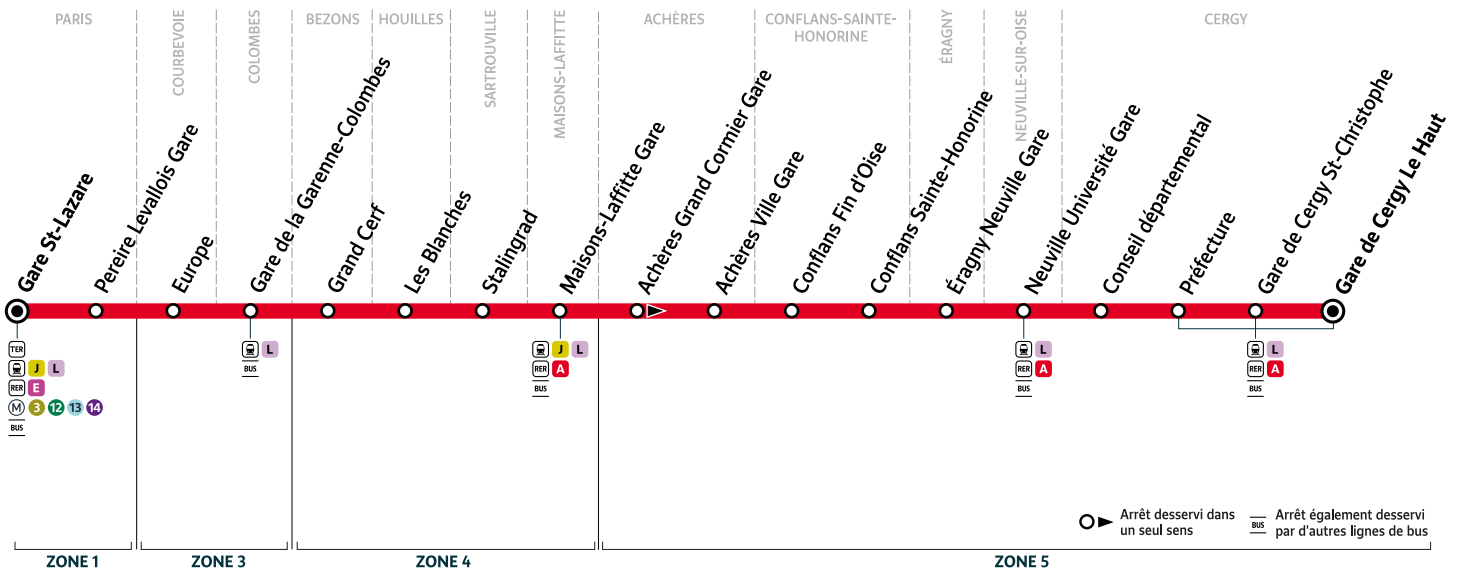 PARIS
COURBEVOIE
COLOMBES
BEZONS
HOUILLES
SARTROUVILLE
MAISONS-LAFFITTE
ACHÈRES
CONFLANS-SAINTE-
HONORINE
ÉRAGNY
NEUVILLE-SUR-OISE
CERGY
Gare St-Lazare
Pereire Levallois Gare
Europe
Gare de la Garenne-Colombes
Grand Cerf
Les Blanches
Stalingrad
Maisons-Laffitte Gare
Achères Grand Cormier Gare
Achères Ville Gare
Conflans Fin d'Oise
Conflans Sainte-Honorine
Éragny Neuville Gare
Neuville Université Gare
Conseil départemental
Préfecture
Gare de Cergy St-Christophe
Gare de Cergy Le Haut
TER
J L
RER E
M 3 12 13 14
BUS
L
BUS
J L
RER A
BUS
L
RER A
BUS
L
RER A
BUS
Arrêt desservi dans
un seul sens
BUS
Arrêt également desservi
par d'autres lignes de bus
ZONE 1
ZONE 3
ZONE 4
ZONE 5